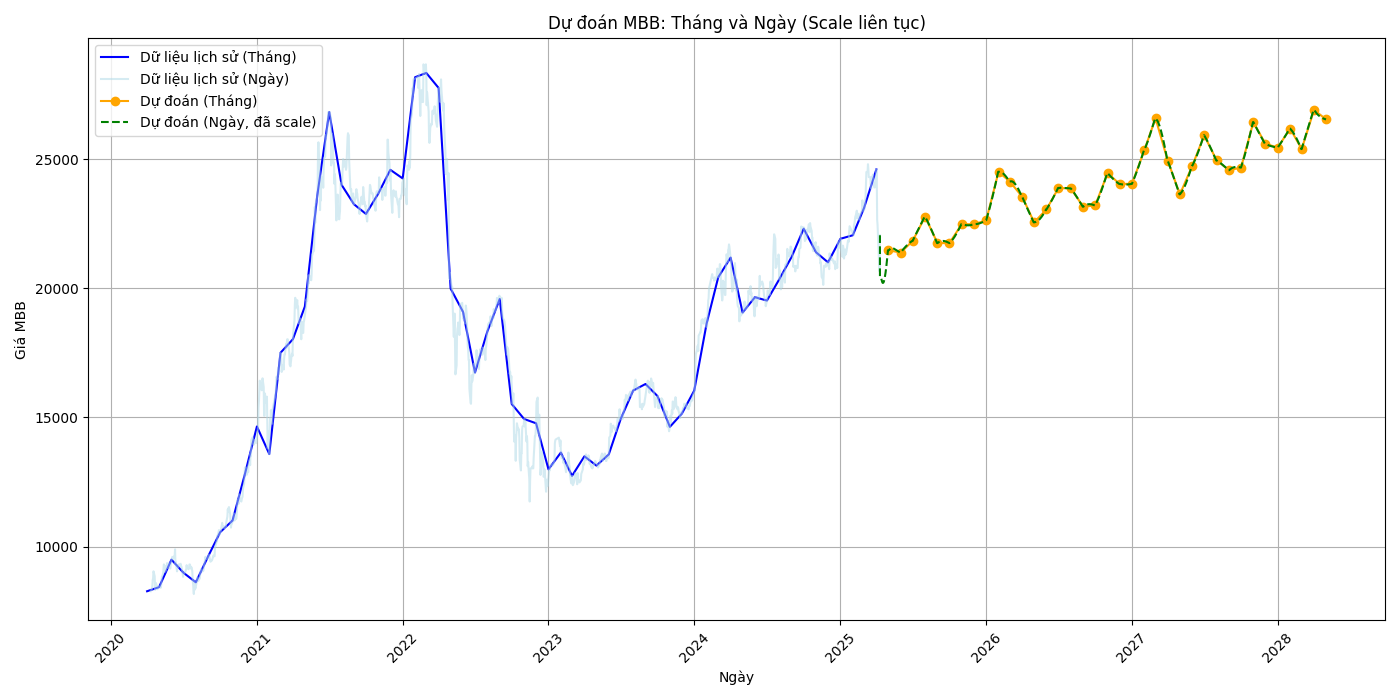 Dự đoán MBB: Tháng và Ngày (Scale liên tục)
Dữ liệu lịch sử (Tháng)
Dữ liệu lịch sử (Ngày)
Dự đoán (Tháng)
Dự đoán (Ngày, đã scale)
Giá MBB
25000
20000
15000
10000
2020
2021
2022
2023
2024
2025
2026
2027
2028
Ngày